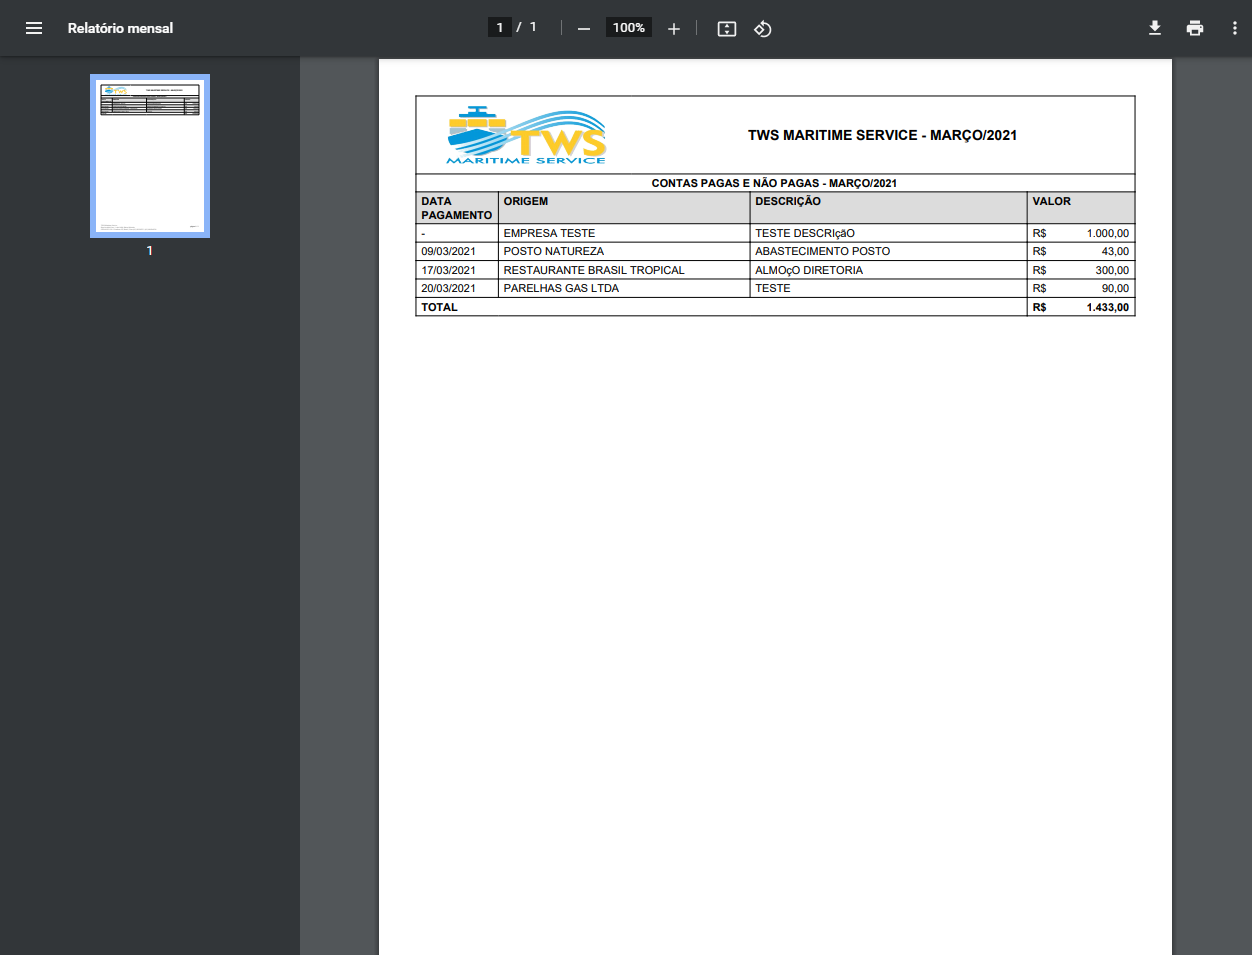 Relatório mensal
1 / 1
100%
1
TWS
MARITIME SERVICE
TWS MARITIME SERVICE - MARÇO/2021
CONTAS PAGAS E NÃO PAGAS - MARÇO/2021
DATA PAGAMENTO ORIGEM DESCRIÇÃO VALOR
- EMPRESA TESTE TESTE DESCRIçãO R$ 1.000,00
09/03/2021 POSTO NATUREZA ABASTECIMENTO POSTO R$ 43,00
17/03/2021 RESTAURANTE BRASIL TROPICAL ALMOçO DIRETORIA R$ 300,00
20/03/2021 PARELHAS GAS LTDA TESTE R$ 90,00
TOTAL R$ 1.433,00